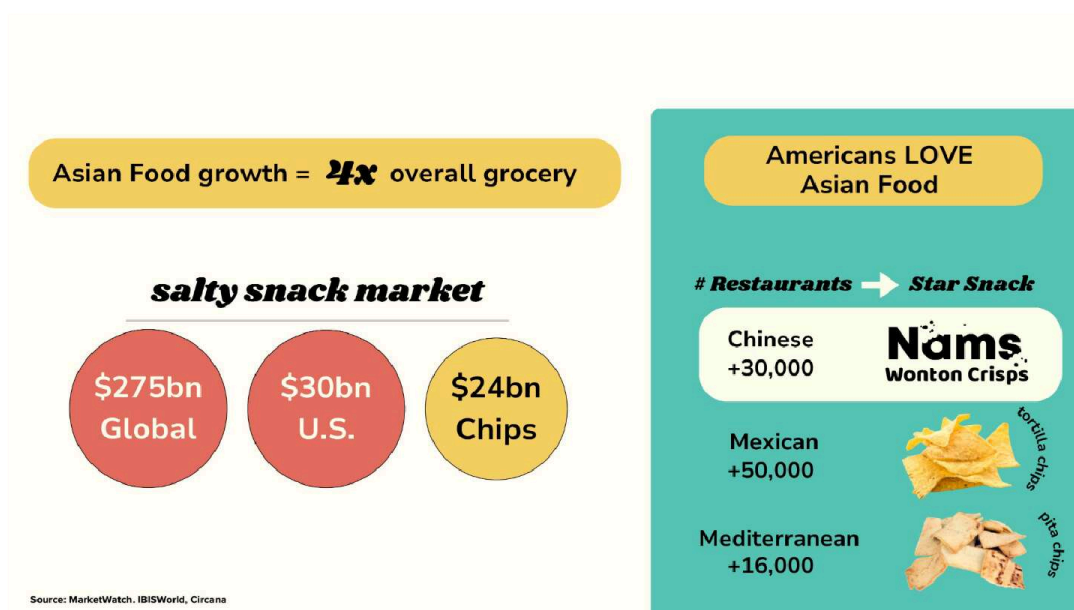 Asian Food growth = 4x overall grocery
salty snack market
$275bn
Global
$30bn
U.S.
$24bn
Chips
Source: MarketWatch. IBISWorld, Circana
Americans LOVE
Asian Food
# Restaurants
Star Snack
Chinese
+30,000
Nams
Wonton Crisps
Mexican
+50,000
tortilla chips
Mediterranean
+16,000
pita chips